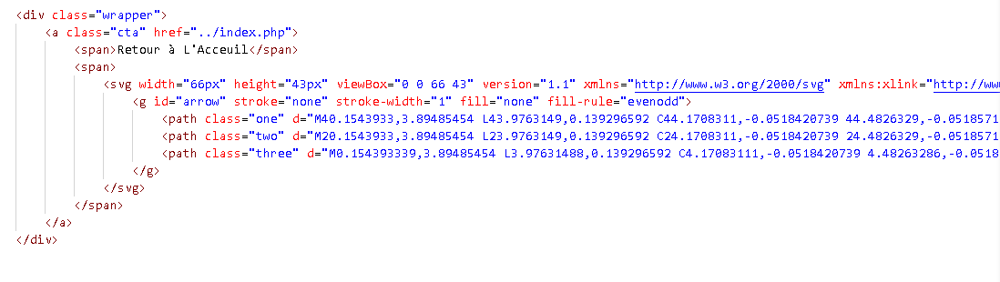 <div class="wrapper">
<a class="cta" href="../index.php">
<span>Retour à L'Acceuil</span>
<span>
<svg width="66px" height="43px" viewBox="0 0 66 43" version="1.1" xmlns="http://www.w3.org/2000/svg" xmlns:xlink="http://ww
<g id="arrow" stroke="none" stroke-width="1" fill="none" fill-rule="evenodd">
<path class="one" d="M40.1543933,3.89485454 L43.9763149,0.139296592 C44.1708311,-0.0518420739 44.4826329,-0.0518571
<path class="two" d="M20.1543933,3.89485454 L23.9763149,0.139296592 C24.1708311,-0.0518420739 24.4826329,-0.0518571
<path class="three" d="M0.154393339,3.89485454 L3.97631488,0.139296592 C4.17083111,-0.0518420739 4.48263286,-0.0518
</g>
</svg>
</span>
</a>
</div>